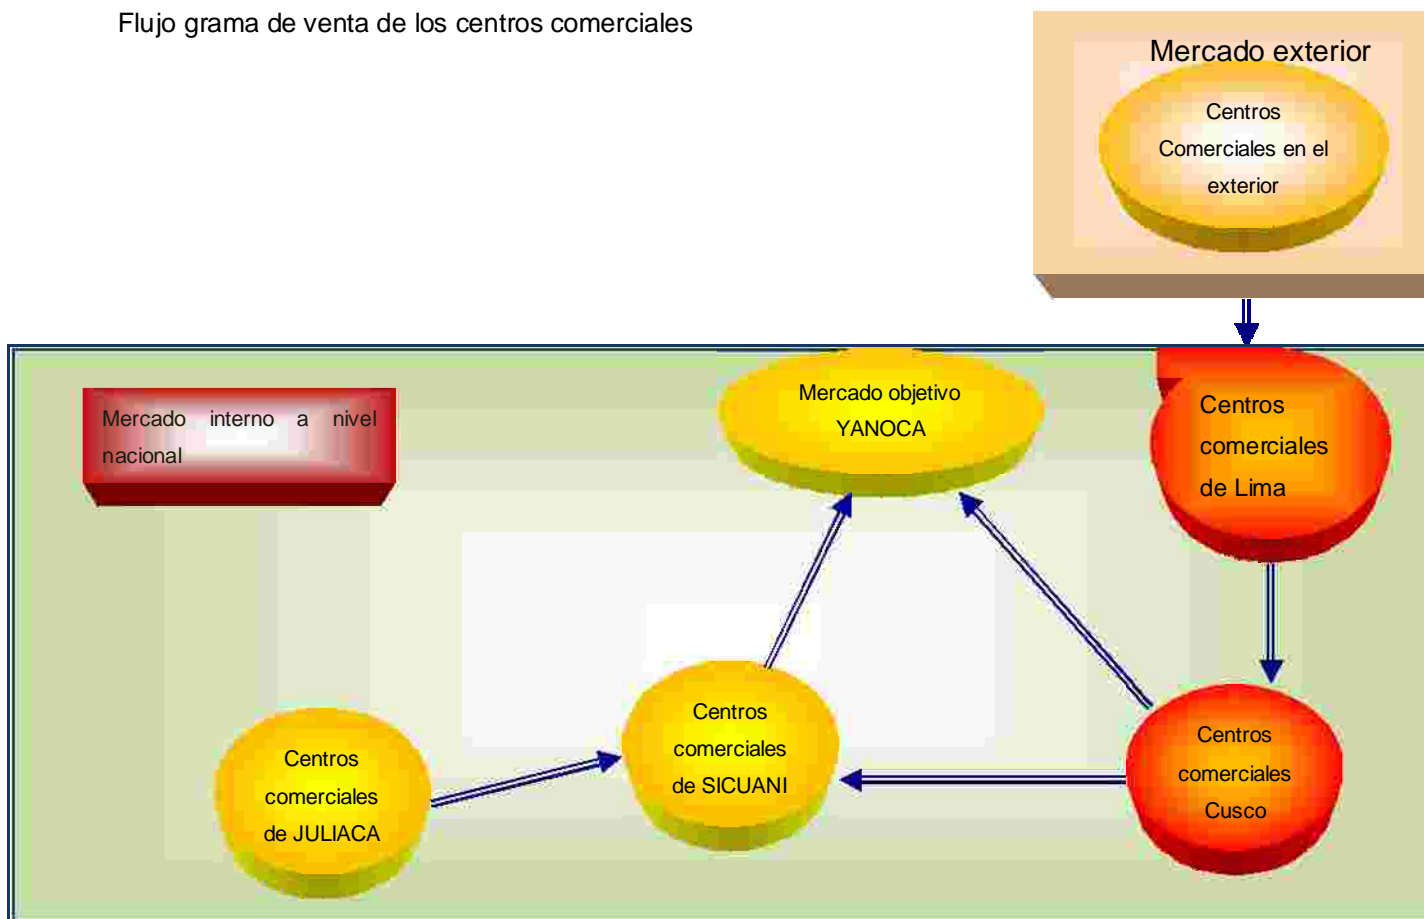 Flujo grama de venta de los centros comerciales
Mercado exterior
Centros
Comerciales en el
exterior
Mercado interno a nivel
nacional
Mercado objetivo
YANOCA
Centros
comerciales
de Lima
Centros
comerciales
de SICUANI
Centros
comerciales
Cusco
Centros
comerciales
de JULIACA